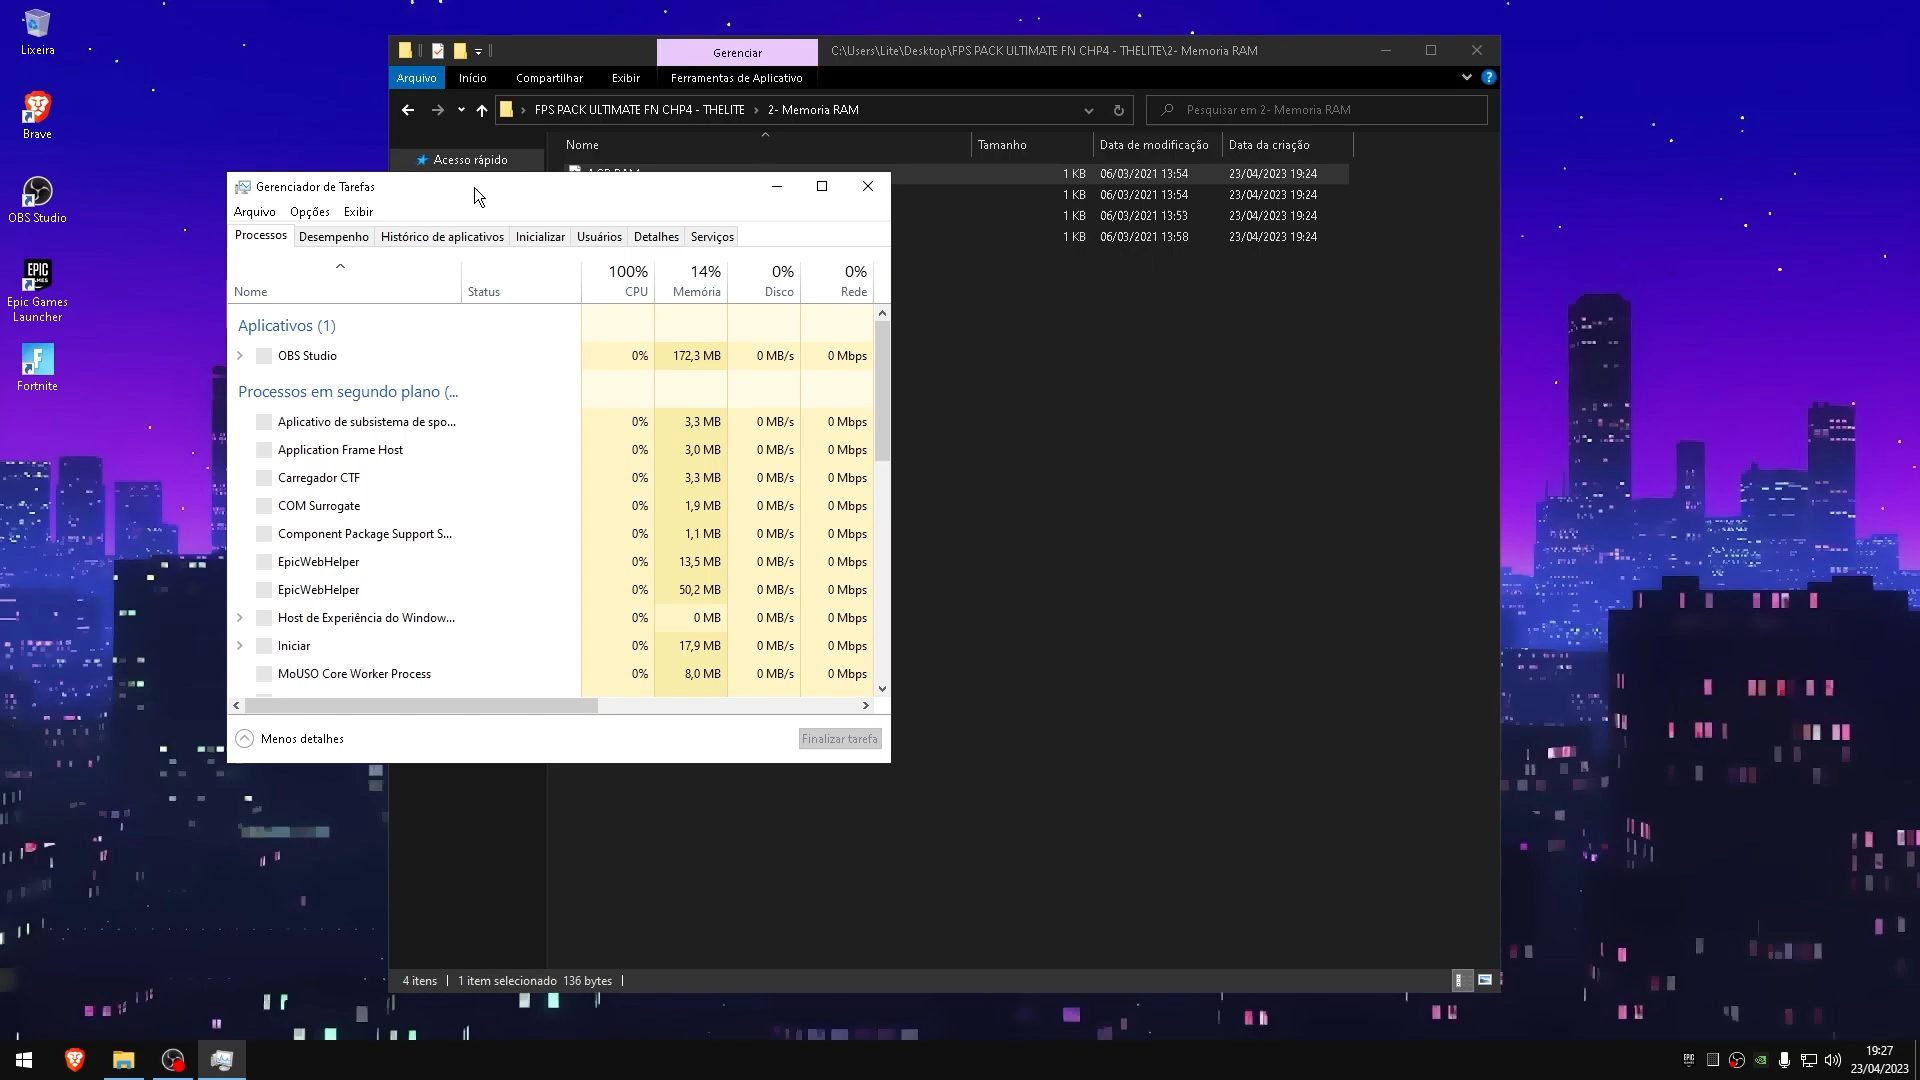 Lixeira
Brave
OBS Studio
EPIC GAMES
Epic Games
Launcher
Fortnite
Gerenciar
C:\Users\Lite\Desktop\FPS PACK ULTIMATE FN CHP4 - THELITE\2- Memoria RAM
Arquivo Início Compartilhar Exibir Ferramentas de Aplicativo
FPS PACK ULTIMATE FN CHP4 - THELITE 2- Memoria RAM
Pesquisar em 2- Memoria RAM
Nome Tamanho Data de modificação Data da criação
Acesso rápido
1 KB 06/03/2021 13:54 23/04/2023 19:24
1 KB 06/03/2021 13:54 23/04/2023 19:24
1 KB 06/03/2021 13:53 23/04/2023 19:24
1 KB 06/03/2021 13:58 23/04/2023 19:24
4 itens 1 item selecionado 136 bytes
Gerenciador de Tarefas
Arquivo Opções Exibir
Processos Desempenho Histórico de aplicativos Inicializar Usuários Detalhes Serviços
100% 14% 0% 0%
Nome Status CPU Memória Disco Rede
Aplicativos (1)
OBS Studio 0% 172,3 MB 0 MB/s 0 Mbps
Processos em segundo plano (...
Aplicativo de subsistema de spo... 0% 3,3 MB 0 MB/s 0 Mbps
Application Frame Host 0% 3,0 MB 0 MB/s 0 Mbps
Carregador CTF 0% 3,3 MB 0 MB/s 0 Mbps
COM Surrogate 0% 1,9 MB 0 MB/s 0 Mbps
Component Package Support S... 0% 1,1 MB 0 MB/s 0 Mbps
EpicWebHelper 0% 13,5 MB 0 MB/s 0 Mbps
EpicWebHelper 0% 50,2 MB 0 MB/s 0 Mbps
Host de Experiência do Window... 0% 0 MB 0 MB/s 0 Mbps
Iniciar 0% 17,9 MB 0 MB/s 0 Mbps
MoUSO Core Worker Process 0% 8,0 MB 0 MB/s 0 Mbps
Menos detalhes Finalizar tarefa
19:27
23/04/2023